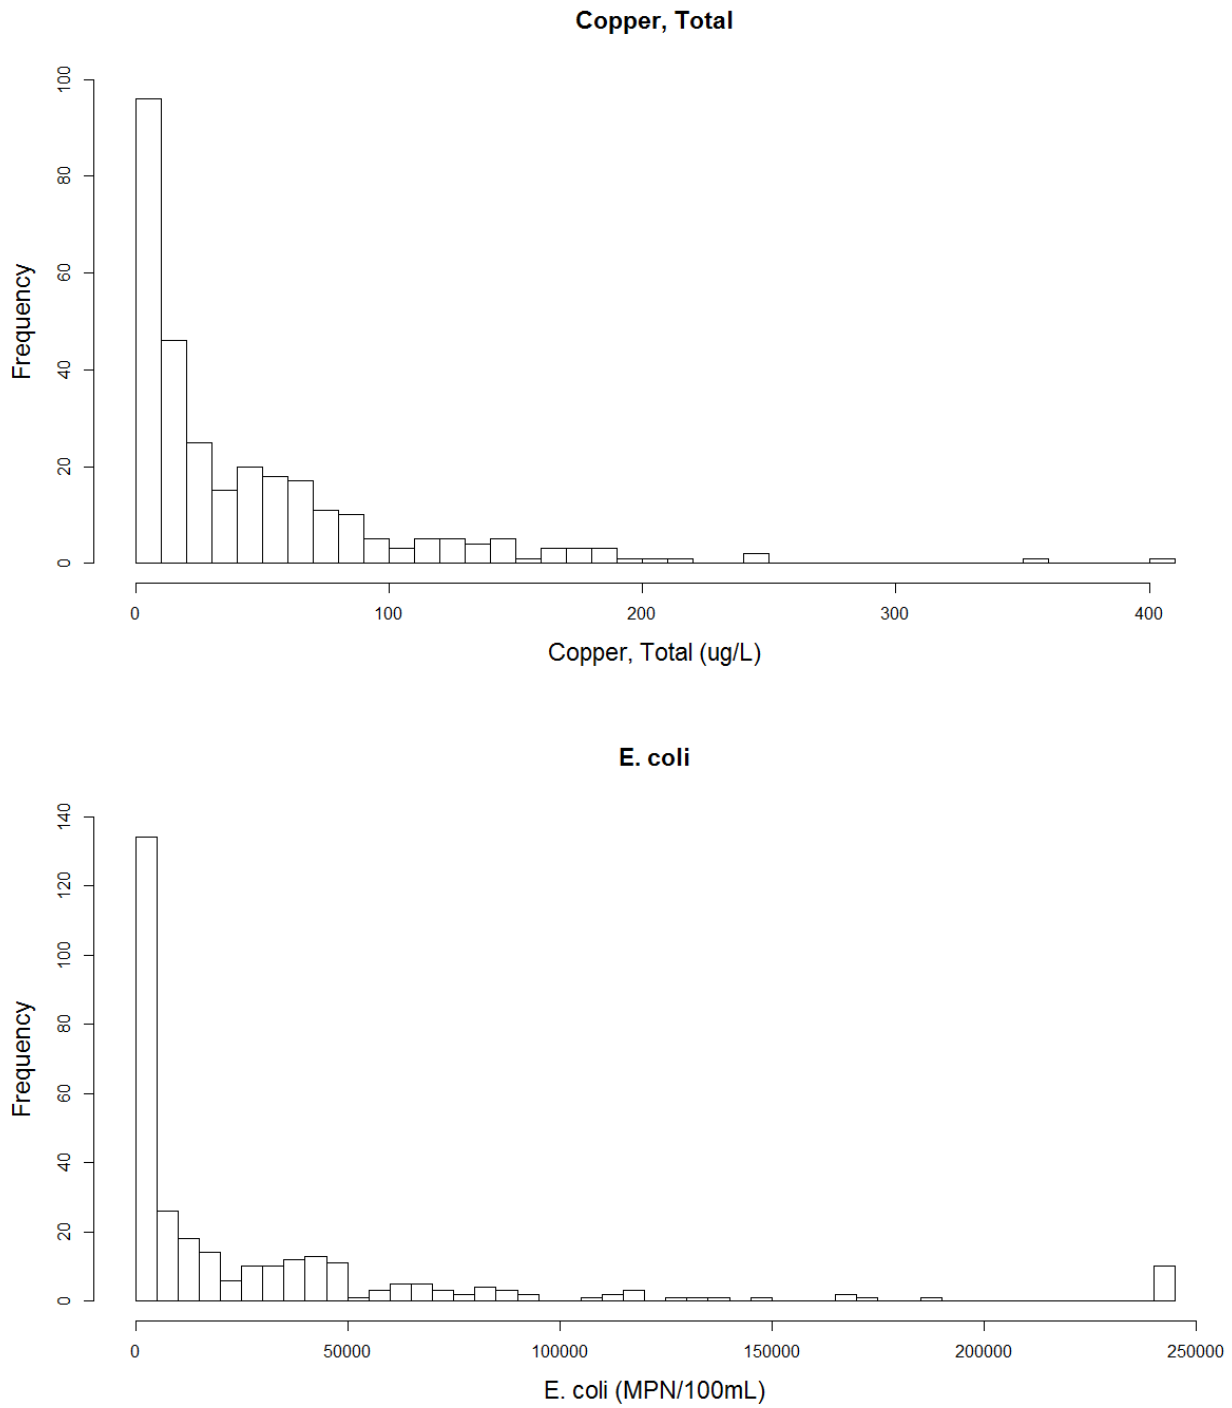 Copper, Total
100
80
60
40
20
0
Frequency
0 100 200 300 400
Copper, Total (ug/L)
E. coli
140
120
100
80
60
40
20
0
Frequency
0 50000 100000 150000 200000 250000
E. coli (MPN/100mL)